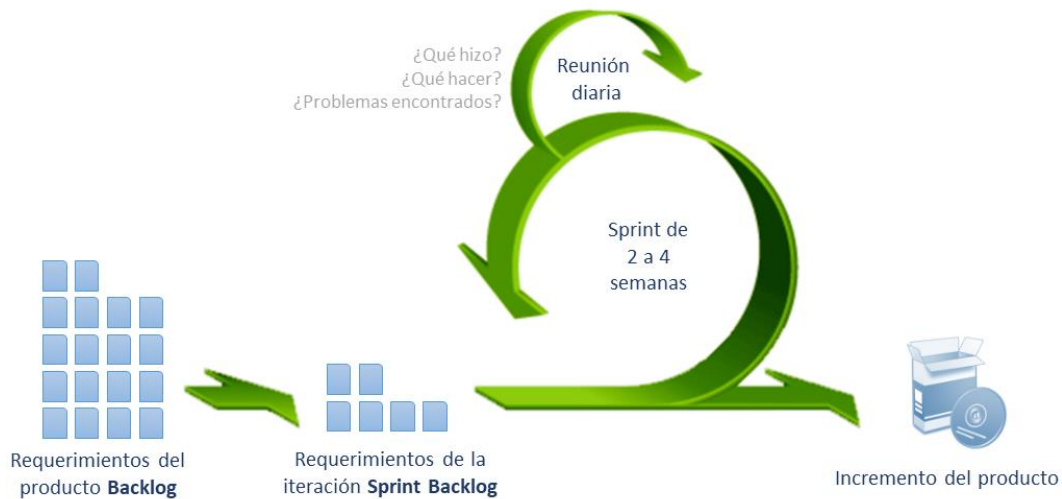 ¿Qué hizo?
¿Qué hacer?
¿Problemas encontrados?
Reunión
diaria
Sprint de
2 a 4
semanas
Requerimientos del
producto Backlog
Requerimientos de la
iteración Sprint Backlog
Incremento del producto